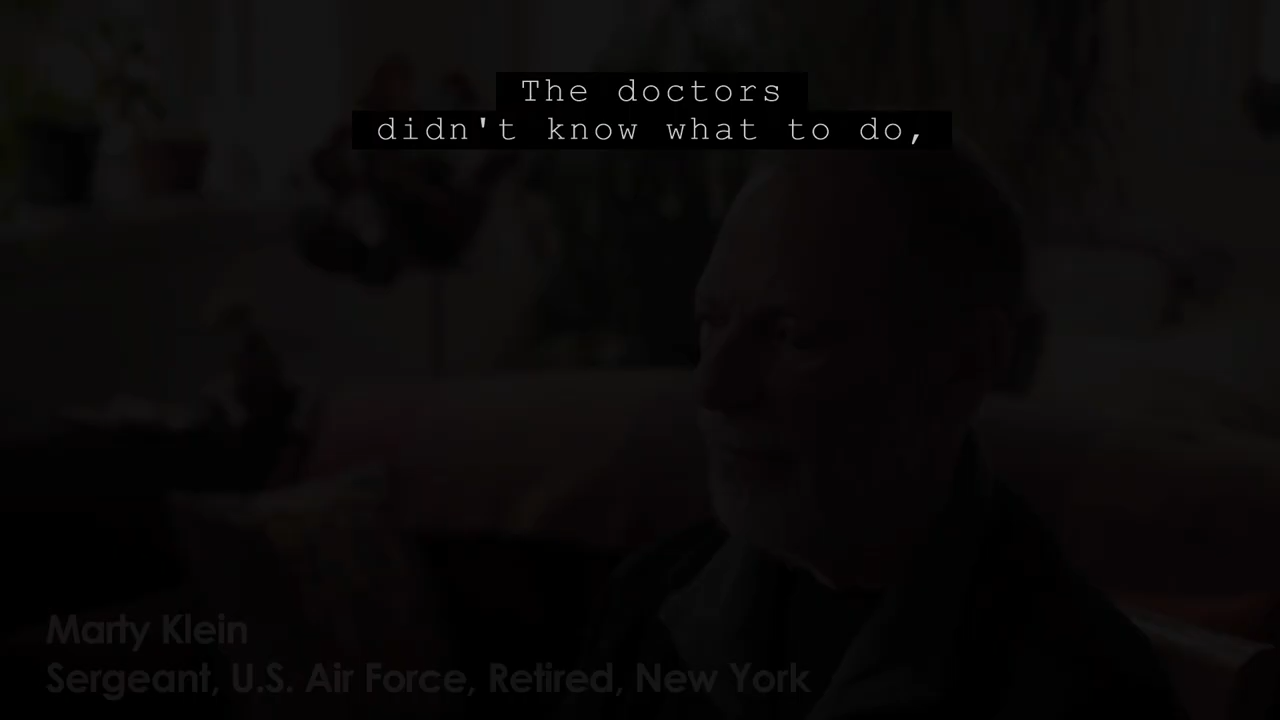 The doctors
didn't know what to do,
Marty Klein
Sergeant, U.S. Air Force, Retired, New York